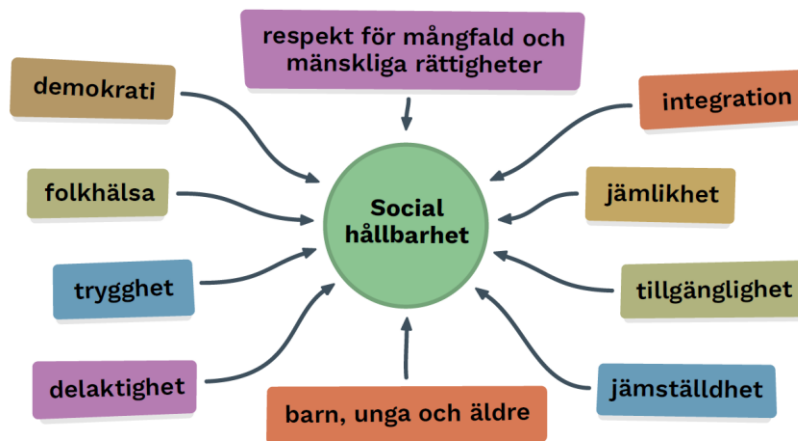 respekt för mångfald och
mänskliga rättigheter
demokrati
integration
folkhälsa
Social
hållbarhet
jämlikhet
trygghet
tillgänglighet
delaktighet
barn, unga och äldre
jämställdhet